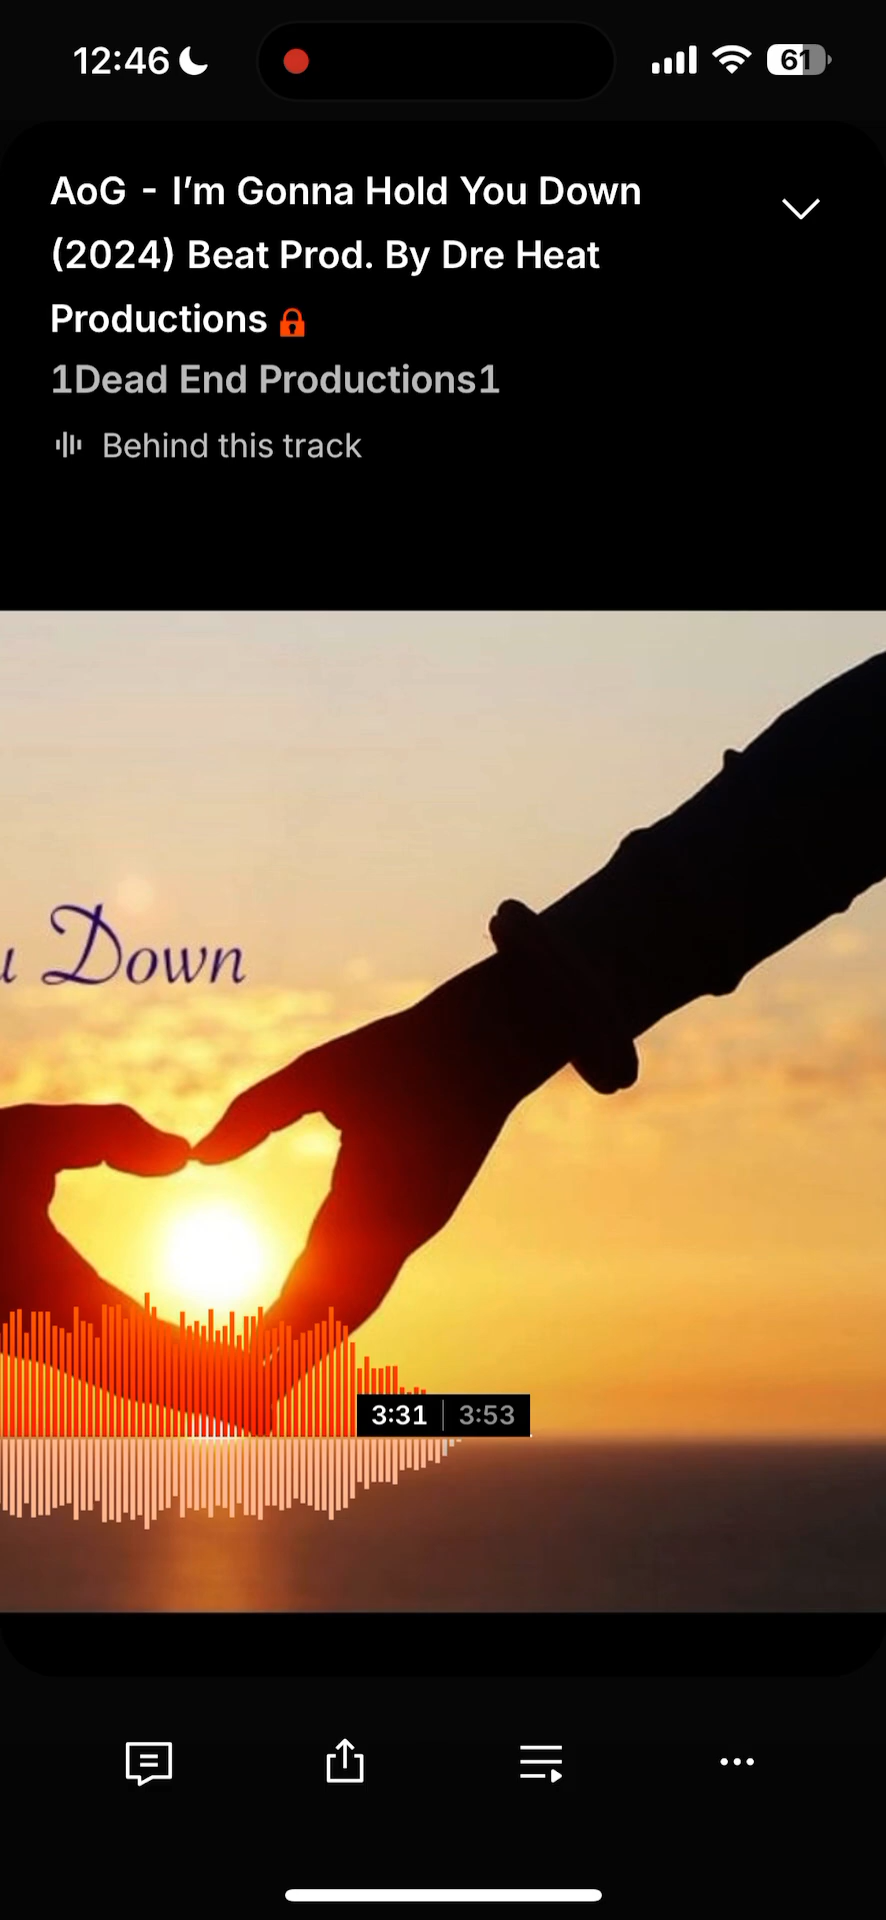 12:46
61
AoG - I’m Gonna Hold You Down
(2024) Beat Prod. By Dre Heat
Productions
1Dead End Productions1
Behind this track
u Down
3:31 | 3:53